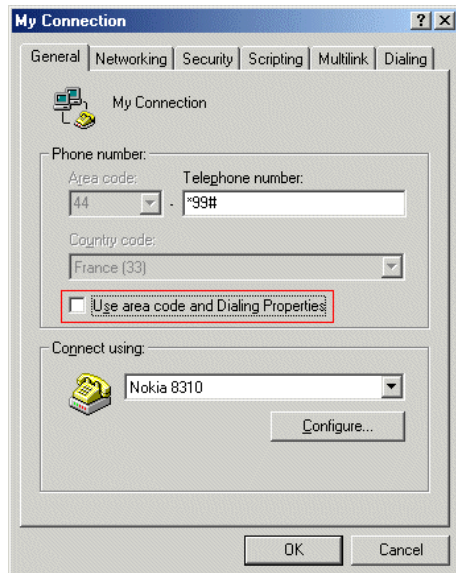 My Connection
General Networking Security Scripting Multilink Dialing
My Connection
Phone number:
Area code: Telephone number:
44 - *99#
Country code:
France (33)
Use area code and Dialing Properties
Connect using:
Nokia 8310
Configure...
OK Cancel